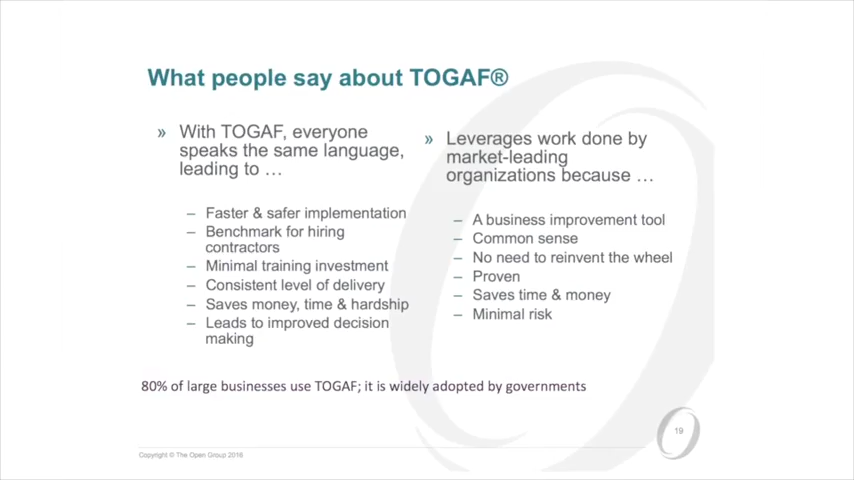 What people say about TOGAF®
» With TOGAF, everyone
speaks the same language,
leading to …
– Faster & safer implementation
– Benchmark for hiring
contractors
– Minimal training investment
– Consistent level of delivery
– Saves money, time & hardship
– Leads to improved decision
making
» Leverages work done by
market-leading
organizations because …
– A business improvement tool
– Common sense
– No need to reinvent the wheel
– Proven
– Saves time & money
– Minimal risk
80% of large businesses use TOGAF; it is widely adopted by governments
19
Copyright © The Open Group 2016